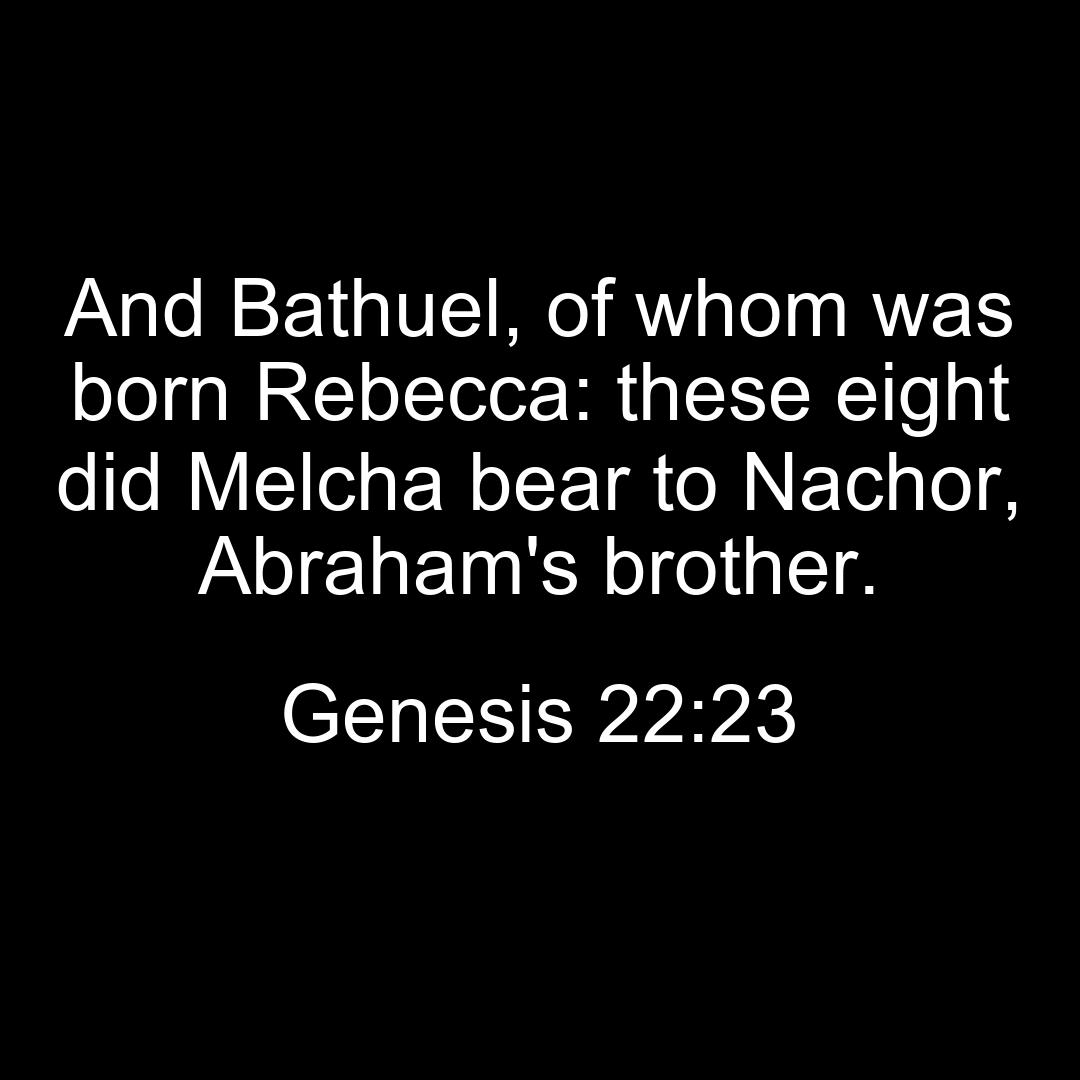 And Bathuel, of whom was
born Rebecca: these eight
did Melcha bear to Nachor,
Abraham's brother.
Genesis 22:23